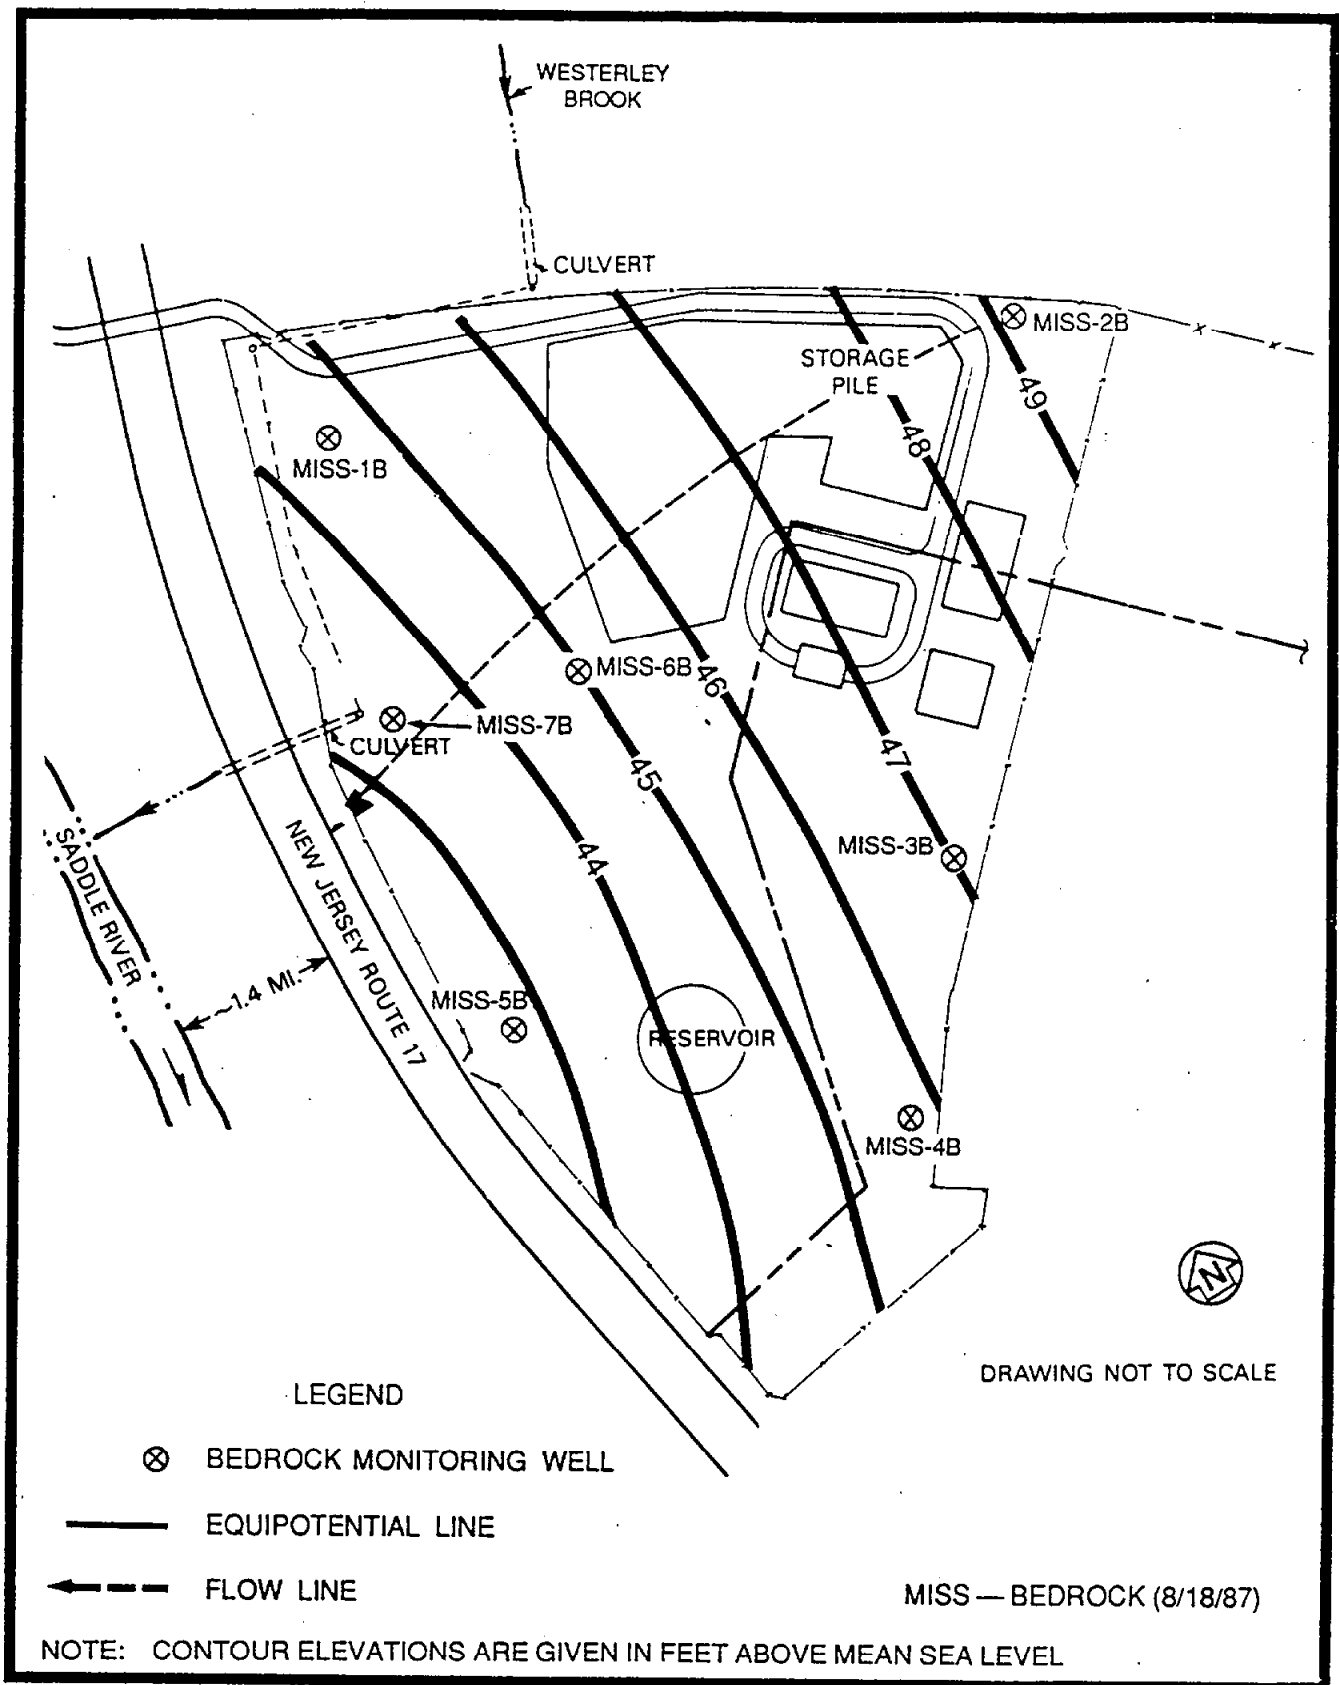 WESTERLEY
BROOK
CULVERT
MISS-2B
STORAGE
PILE
49
48
MISS-1B
MISS-6B
46
MISS-7B
CULVERT
47
45
SADDLE RIVER
NEW JERSEY ROUTE 17
44
MISS-3B
~1.4 MI.
MISS-5B
RESERVOIR
MISS-4B
N
DRAWING NOT TO SCALE
LEGEND
BEDROCK MONITORING WELL
EQUIPOTENTIAL LINE
FLOW LINE
MISS — BEDROCK (8/18/87)
NOTE: CONTOUR ELEVATIONS ARE GIVEN IN FEET ABOVE MEAN SEA LEVEL